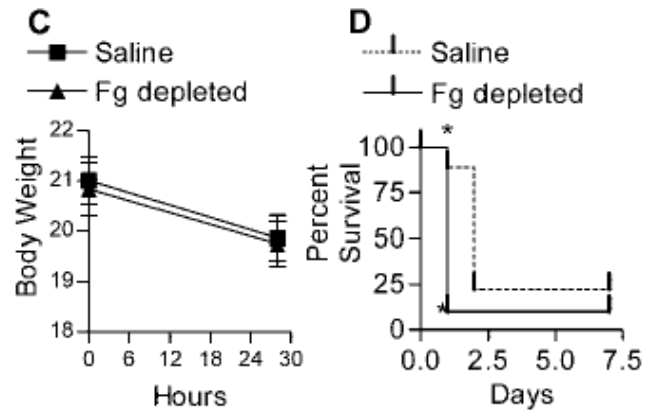 C
Saline
Fg depleted
22
21
20
19
18
Body Weight
0 6 12 18 24 30
Hours
D
Saline
Fg depleted
100
75
50
25
0
Percent
Survival
*
*
0.0 2.5 5.0 7.5
Days